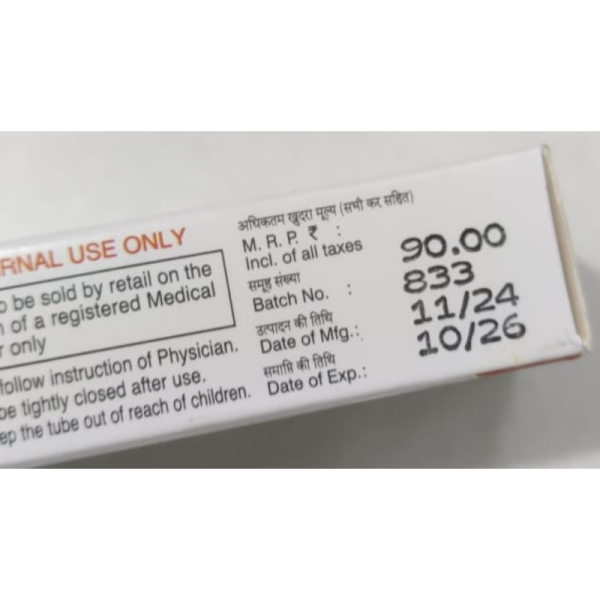 RNAL USE ONLY
o be sold by retail on the
of a registered Medical
only
follow instruction of Physician.
be tightly closed after use.
ep the tube out of reach of children.
अधिकतम खुदरा मूल्य (सभी कर सहित)
M. R. P. ₹ :
Incl. of all taxes 90.00
समूह संख्या
Batch No. : 833
उत्पादन की तिथि
Date of Mfg.: 11/24
समाप्ति की तिथि
Date of Exp.: 10/26